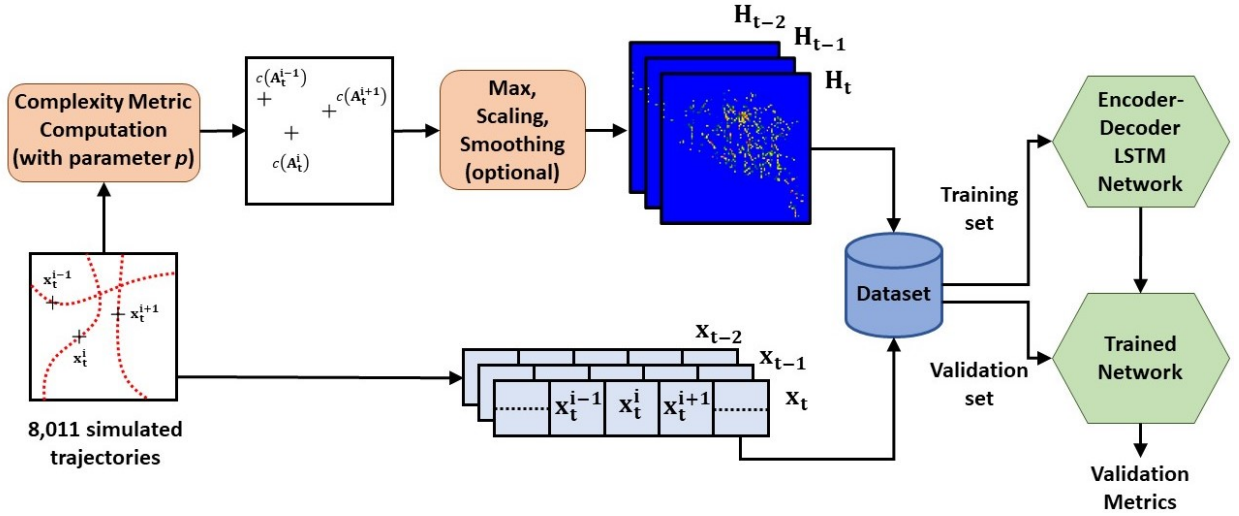 Complexity Metric
Computation
(with parameter p)
c(A_t^{i-1})
c(A_t^{i+1})
c(A_t^i)
Max,
Scaling,
Smoothing
(optional)
H_{t-2}
H_{t-1}
H_t
Encoder-
Decoder
LSTM
Network
Training
set
Dataset
x_t^{i-1}
x_t^{i+1}
x_t^i
8,011 simulated
trajectories
x_{t-2}
x_{t-1}
x_t
x_t^{i-1} x_t^i x_t^{i+1}
Validation
set
Trained
Network
Validation
Metrics